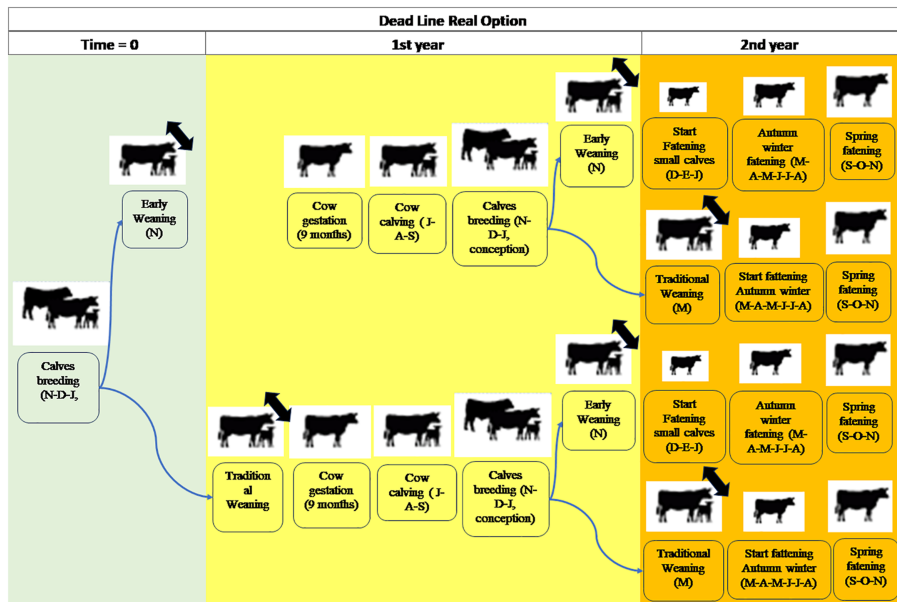 Dead Line Real Option
Time = 0
1st year
2nd year
Early
Weaning
(N)
Calves
breeding
(N-D-J,
Cow
gestation
(9 months)
Cow
calving ( J-
A-S)
Calves
breeding (N-
D-J,
conception)
Early
Weaning
(N)
Start
Fatening
small calves
(D-E-J)
Autumn
winter
fatening (M-
A-M-J-J-A)
Spring
fatening
(S-O-N)
Traditional
Weaning
(M)
Start fattening
Autumn winter
(M-A-M-J-J-A)
Spring
fatening
(S-O-N)
Tradition
al
Weaning
Cow
gestation
(9 months)
Cow
calving ( J-
A-S)
Calves
breeding (N-
D-J,
conception)
Early
Weaning
(N)
Start
Fatening
small calves
(D-E-J)
Autumn
winter
fatening (M-
A-M-J-J-A)
Spring
fatening
(S-O-N)
Traditional
Weaning
(M)
Start fattening
Autumn winter
(M-A-M-J-J-A)
Spring
fatening
(S-O-N)